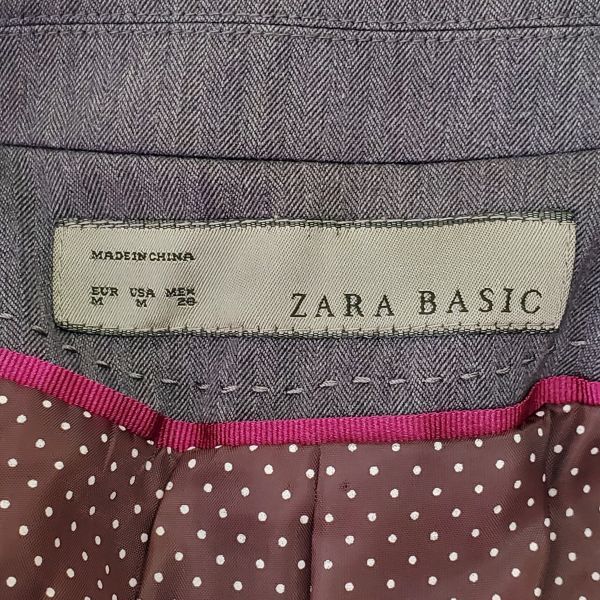 MADE IN CHINA
EUR USA MEX
M M 28
ZARA BASIC